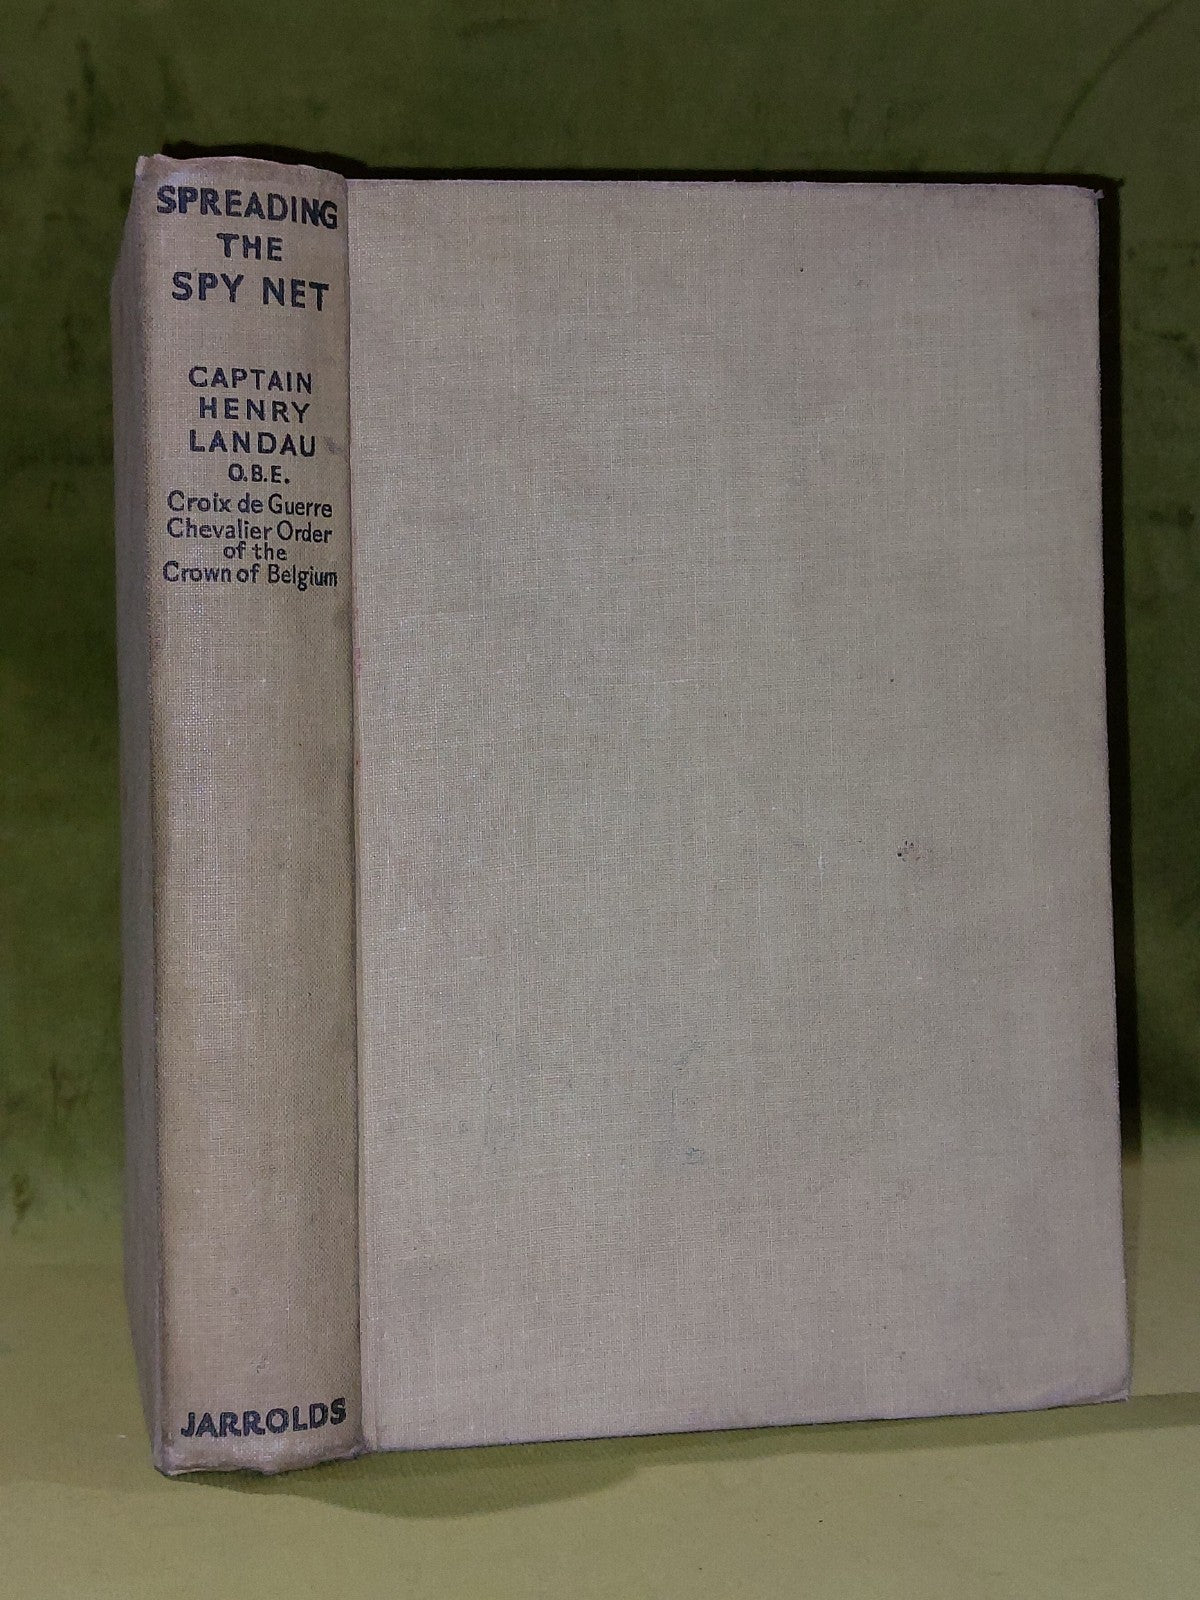 SPREADING
THE
SPY NET
CAPTAIN
HENRY
LANDAU
O.B.E.
Croix de Guerre
Chevalier Order
of the
Crown of Belgium
JARROLDS